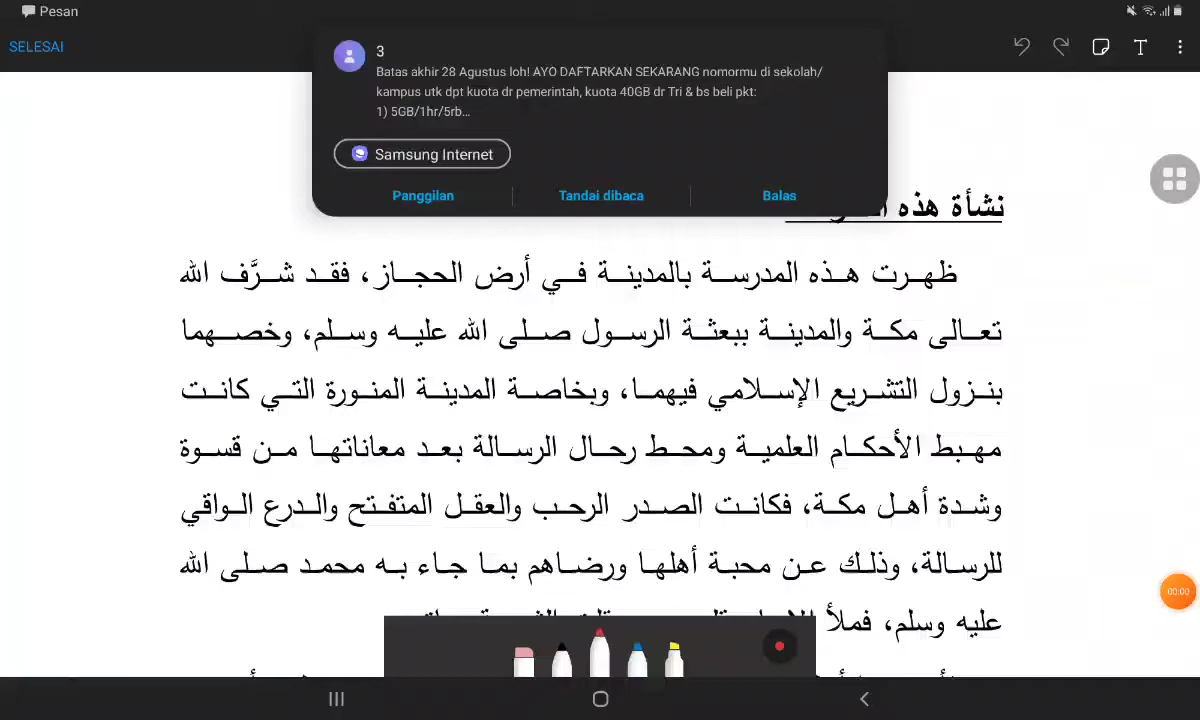 Pesan
SELESAI
3
Batas akhir 28 Agustus loh! AYO DAFTARKAN SEKARANG nomormu di sekolah/
kampus utk dpt kuota dr pemerintah, kuota 40GB dr Tri & bs beli pkt:
1) 5GB/1hr/5rb...
Samsung Internet
Panggilan Tandai dibaca Balas
T
نشأة هذه
ظهرت هذه المدرسة بالمدينة في أرض الحجاز، فقد شرَّف الله
تعالى مكة والمدينة ببعثة الرسول صلى الله عليه وسلم، وخصهما
بنزول التشريع الإسلامي فيهما، وبخاصة المدينة المنورة التي كانت
مهبط الأحكام العلمية ومحط رحال الرسالة بعد معاناتها من قسوة
وشدة أهل مكة، فكانت الصدر الرحب والعقل المتفتح والدرع الواقي
للرسالة، وذلك عن محبة أهلها ورضاهم بما جاء به محمد صلى الله
عليه وسلم، فملأ
00:00